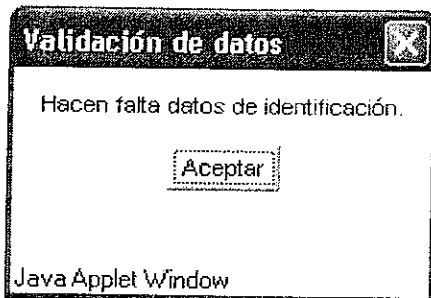 Validación de datos
Hacen falta datos de identificación.
Aceptar
Java Applet Window